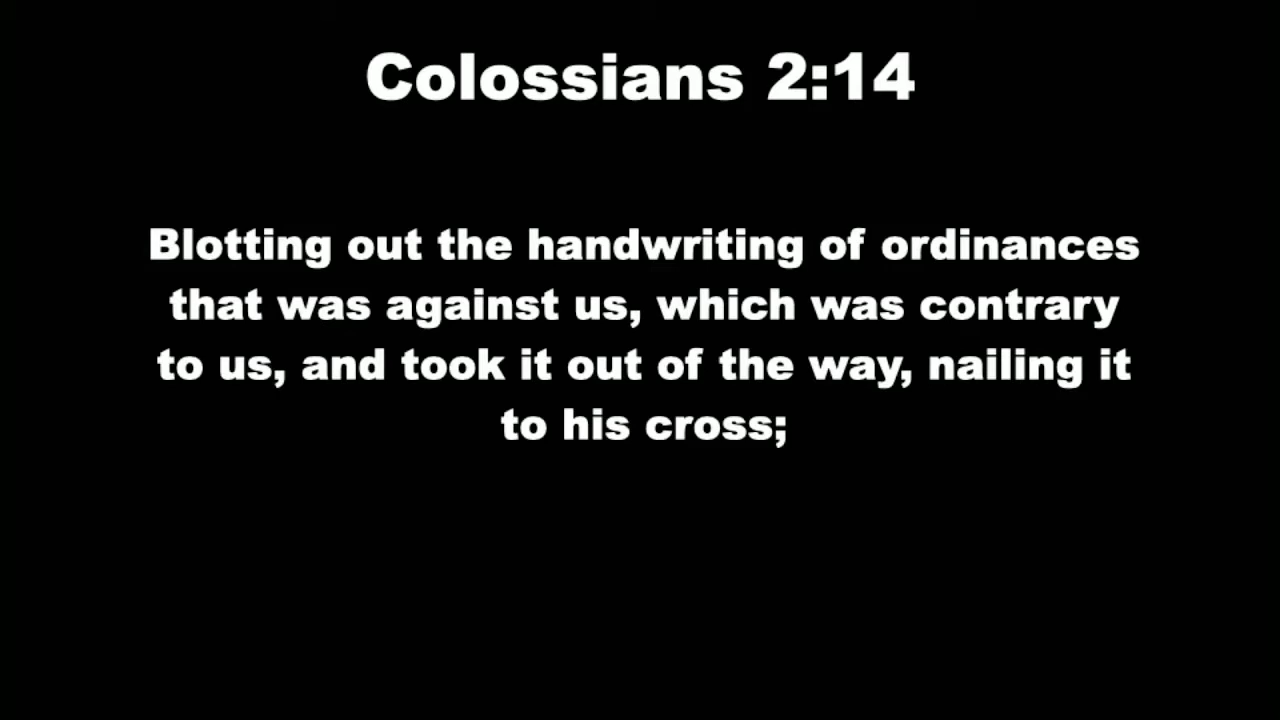 Colossians 2:14
Blotting out the handwriting of ordinances
that was against us, which was contrary
to us, and took it out of the way, nailing it
to his cross;